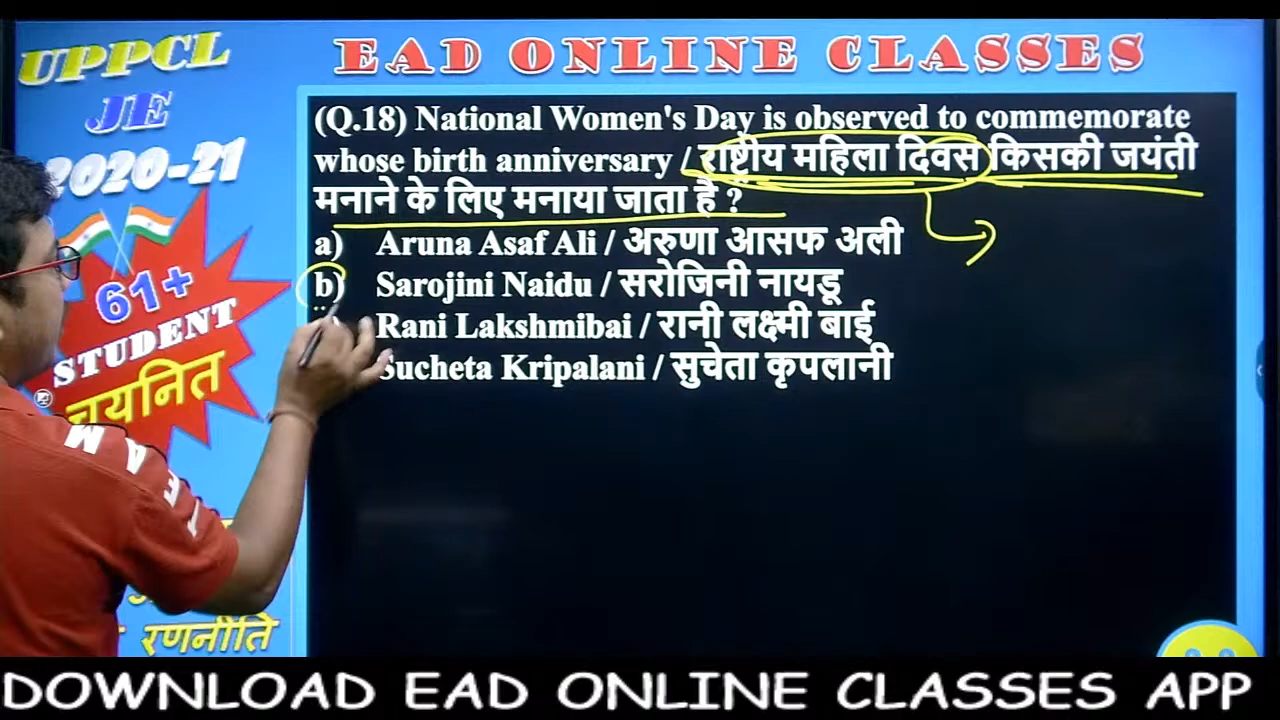 UPPCL
JE
2020-21
61+
STUDENT
चयनित
TEAM
रणनीति
EAD ONLINE CLASSES
(Q.18) National Women's Day is observed to commemorate
whose birth anniversary / राष्ट्रीय महिला दिवस किसकी जयंती
मनाने के लिए मनाया जाता है ?
a) Aruna Asaf Ali / अरुणा आसफ अली
b) Sarojini Naidu / सरोजिनी नायडू
Rani Lakshmibai / रानी लक्ष्मी बाई
Sucheta Kripalani / सुचेता कृपलानी
DOWNLOAD EAD ONLINE CLASSES APP